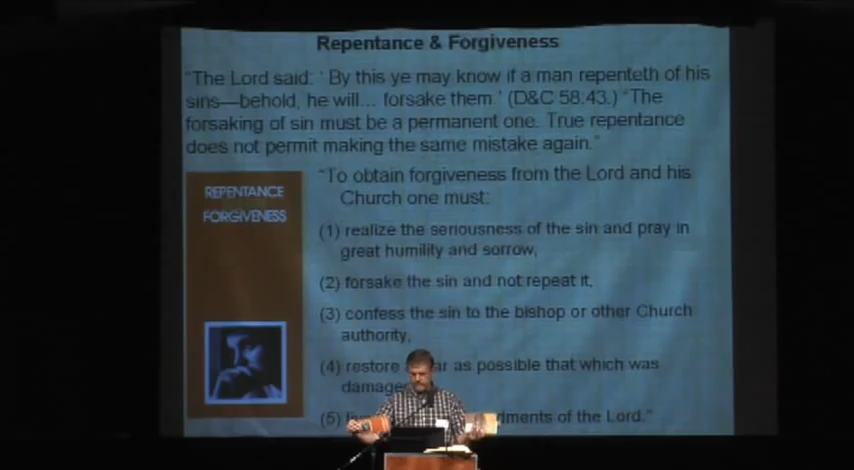 Repentance & Forgiveness
"The Lord said: ' By this ye may know if a man repenteth of his
sins—behold, he will... forsake them.' (D&C 58:43.) "The
forsaking of sin must be a permanent one. True repentance
does not permit making the same mistake again."
REPENTANCE
FORGIVENESS
"To obtain forgiveness from the Lord and his
Church one must:
(1) realize the seriousness of the sin and pray in
great humility and sorrow,
(2) forsake the sin and not repeat it,
(3) confess the sin to the bishop or other Church
authority,
(4) restore ar as possible that which was
damage
(5) dments of the Lord."